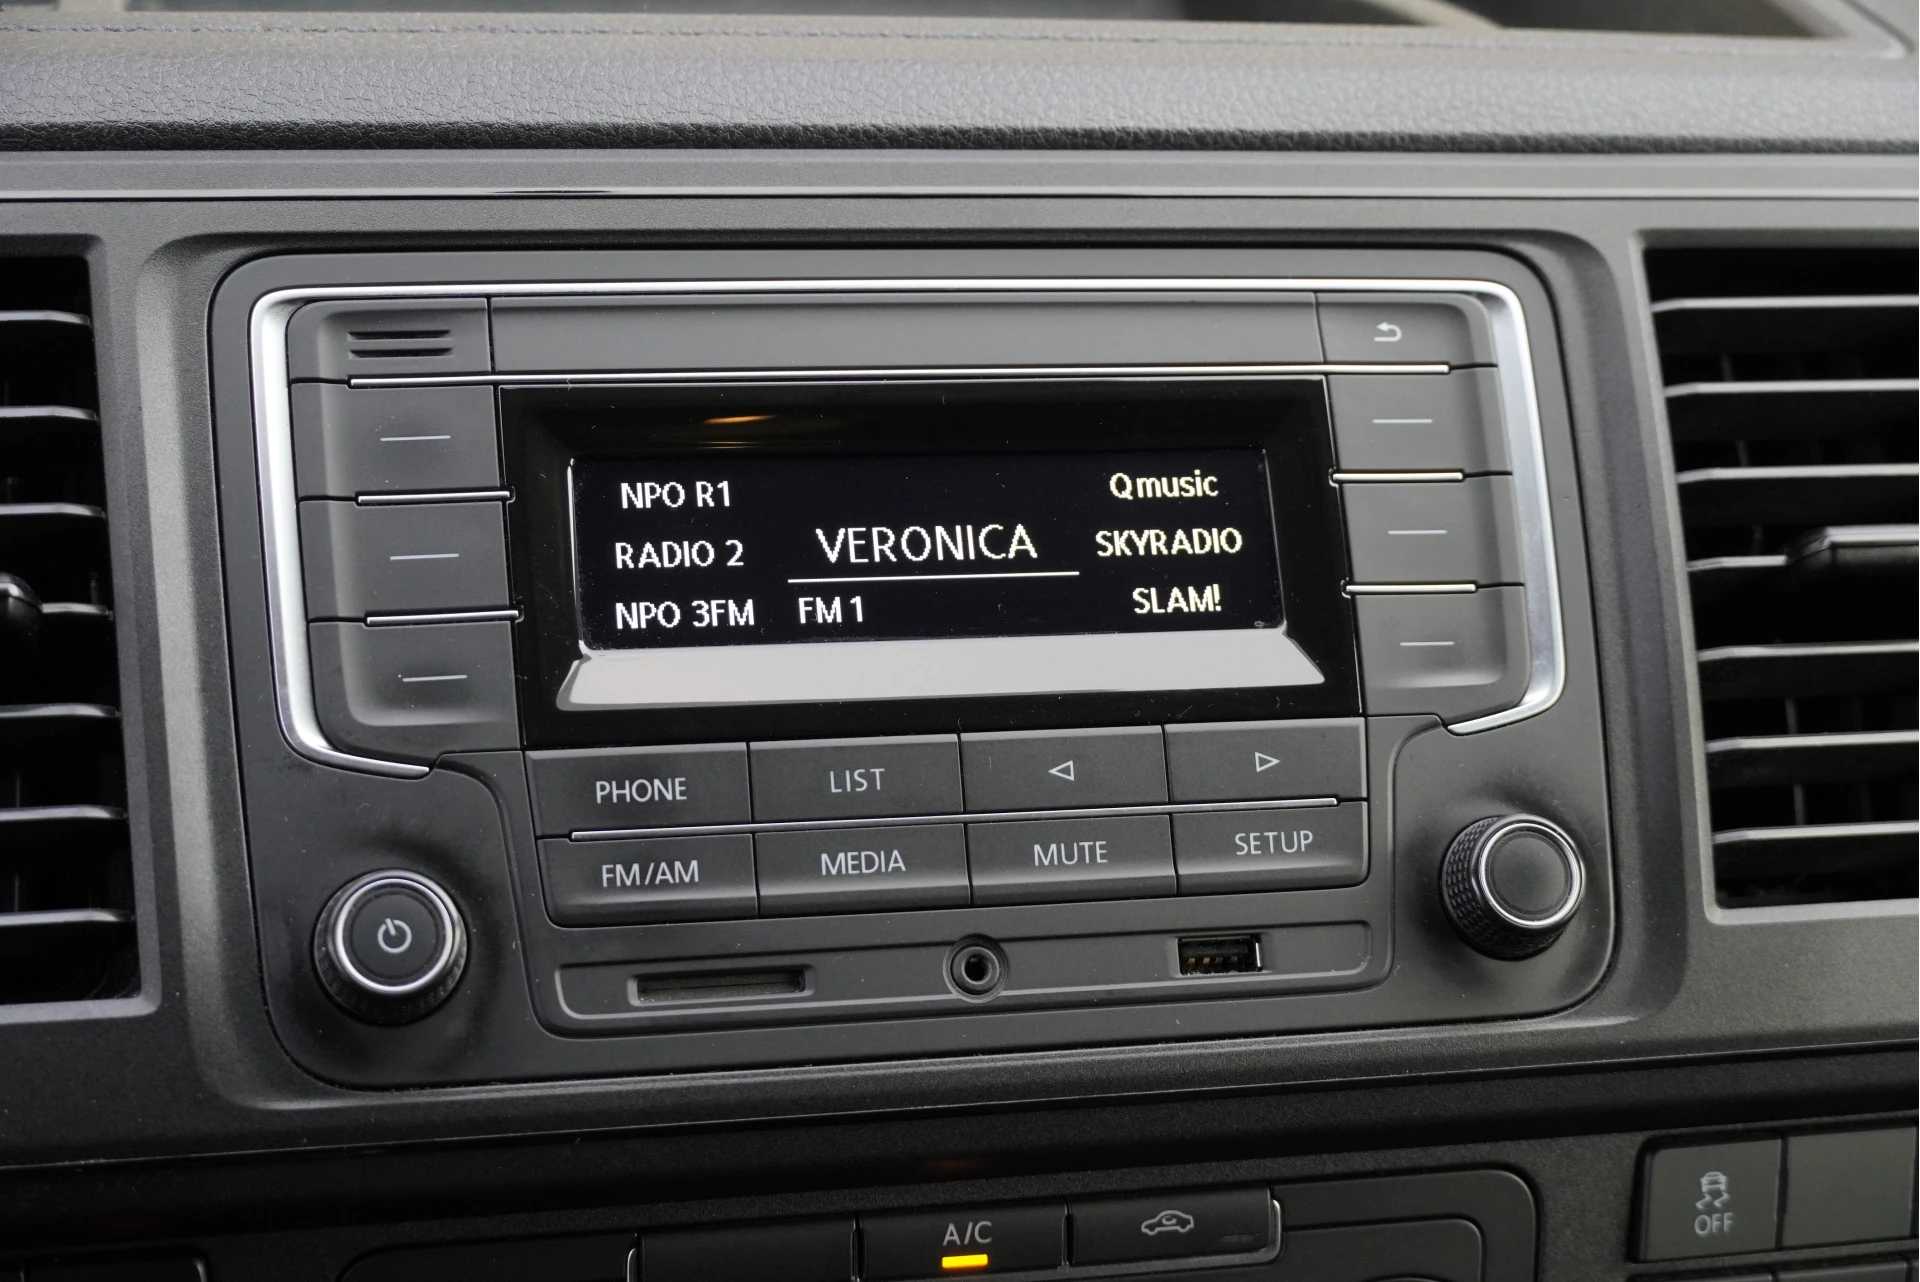 NPO R1
Qmusic
RADIO 2
VERONICA
SKYRADIO
NPO 3FM
FM 1
SLAM!
PHONE
LIST
FM/AM
MEDIA
MUTE
SETUP
A/C
OFF